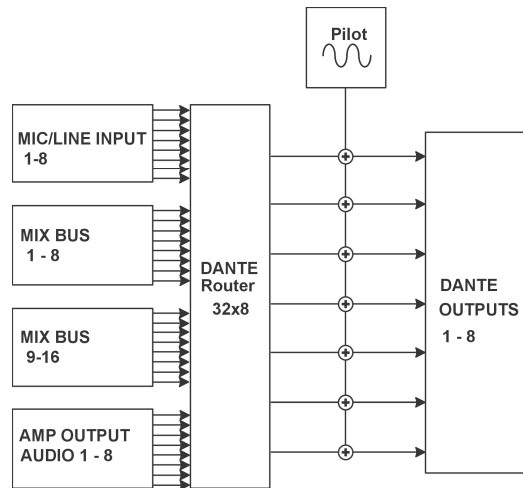 Pilot
MIC/LINE INPUT
1-8
MIX BUS
1 - 8
MIX BUS
9-16
AMP OUTPUT
AUDIO 1 - 8
DANTE
Router
32x8
DANTE
OUTPUTS
1 - 8